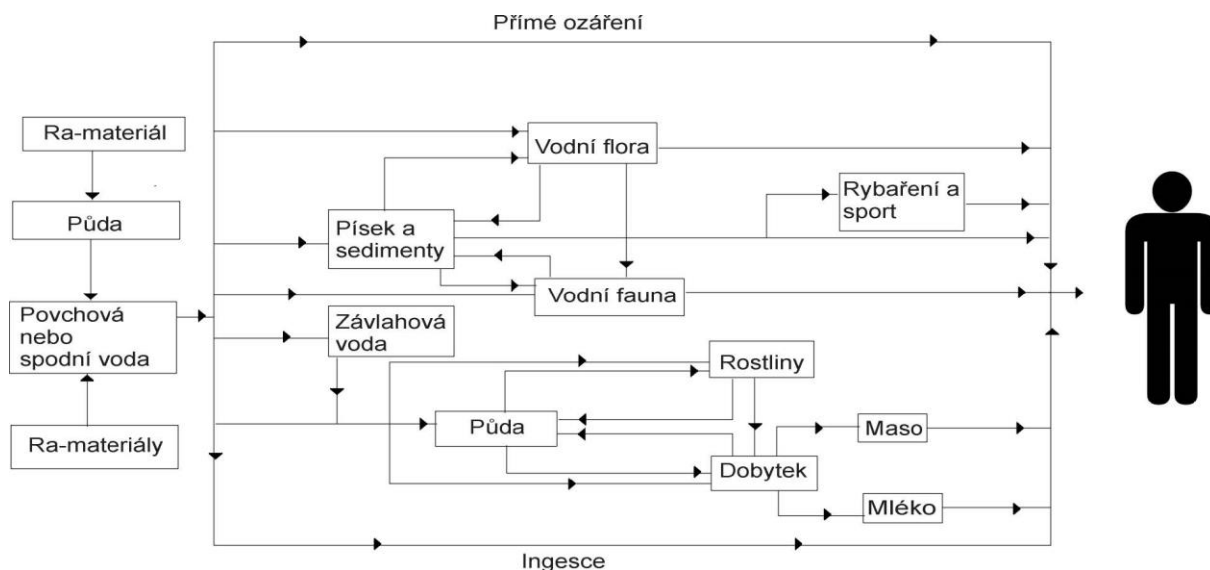 Přímé ozáření
Ra-materiál
Půda
Povchová
nebo
spodní voda
Ra-materiály
Vodní flora
Rybaření a
sport
Písek a
sedimenty
Vodní fauna
Závlahová
voda
Rostliny
Půda
Maso
Dobytek
Mléko
Ingesce